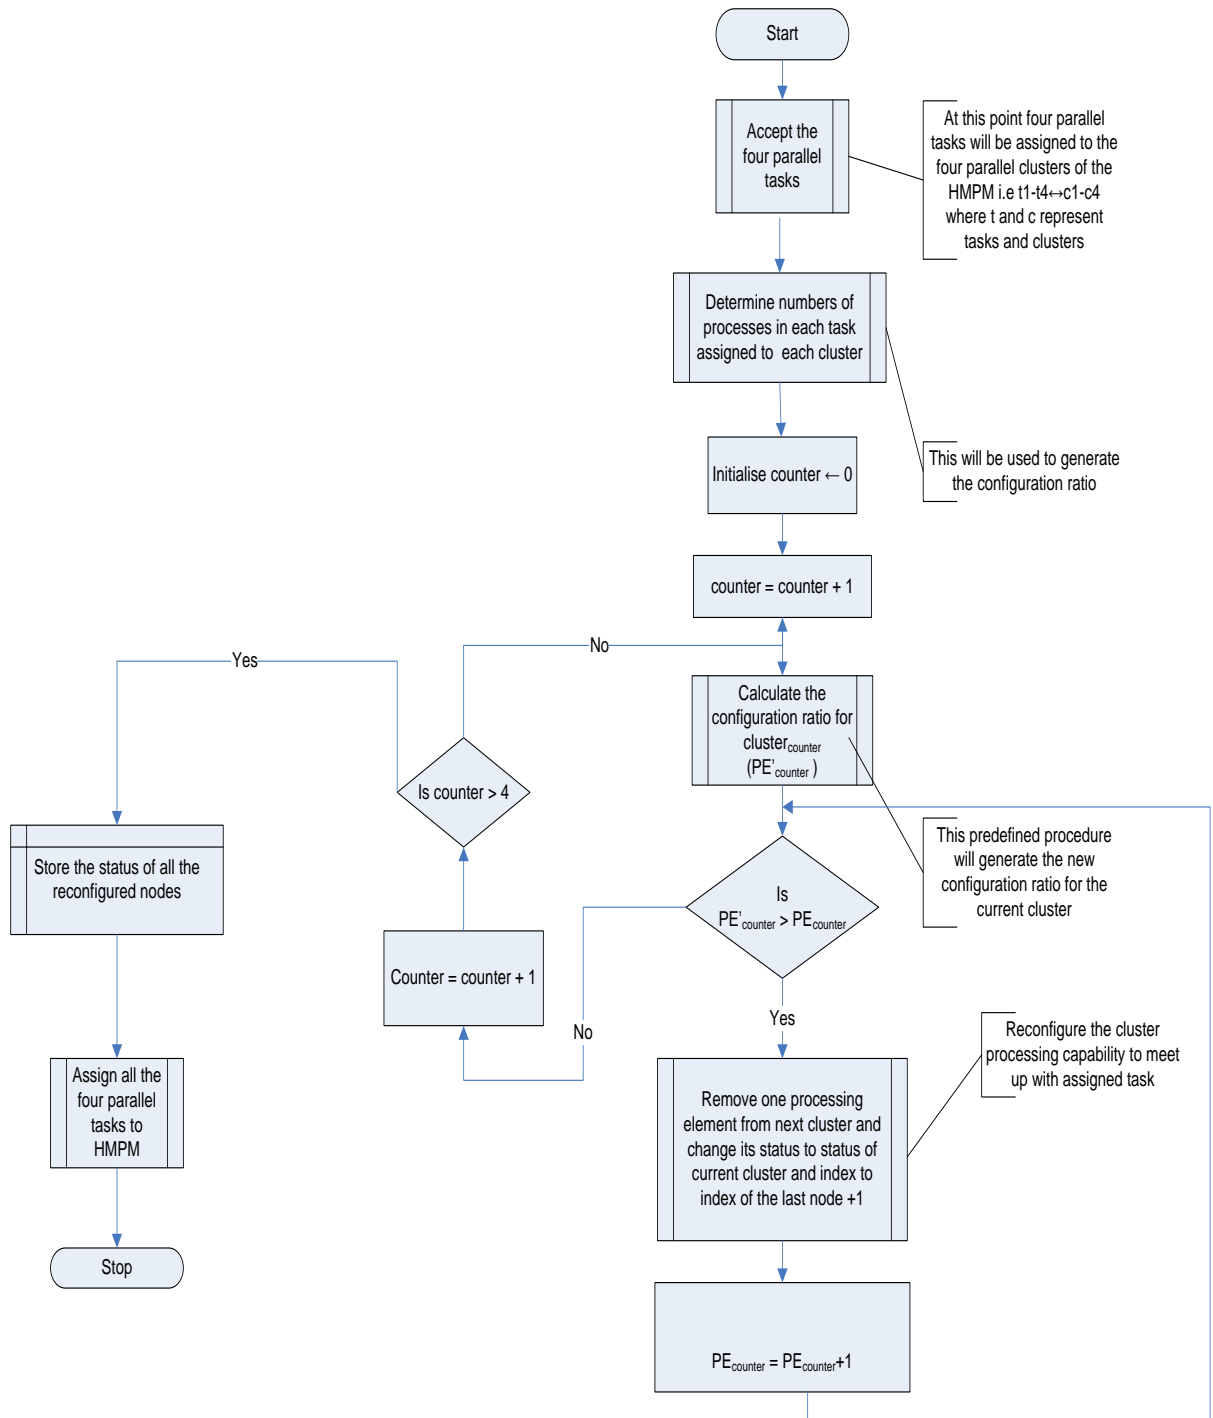 Start
Accept the
four parallel
tasks
At this point four parallel
tasks will be assigned to the
four parallel clusters of the
HMPM i.e t1-t4↔c1-c4
where t and c represent
tasks and clusters
Determine numbers of
processes in each task
assigned to each cluster
This will be used to generate
the configuration ratio
Initialise counter ← 0
counter = counter + 1
No
Yes
Calculate the
configuration ratio for
cluster_counter
(PE'_counter )
Is counter > 4
This predefined procedure
will generate the new
configuration ratio for the
current cluster
Store the status of all the
reconfigured nodes
Is
PE'_counter > PE_counter
Counter = counter + 1
No
Yes
Reconfigure the cluster
processing capability to meet
up with assigned task
Assign all the
four parallel
tasks to
HMPM
Remove one processing
element from next cluster and
change its status to status of
current cluster and index to
index of the last node +1
Stop
PE_counter = PE_counter+1